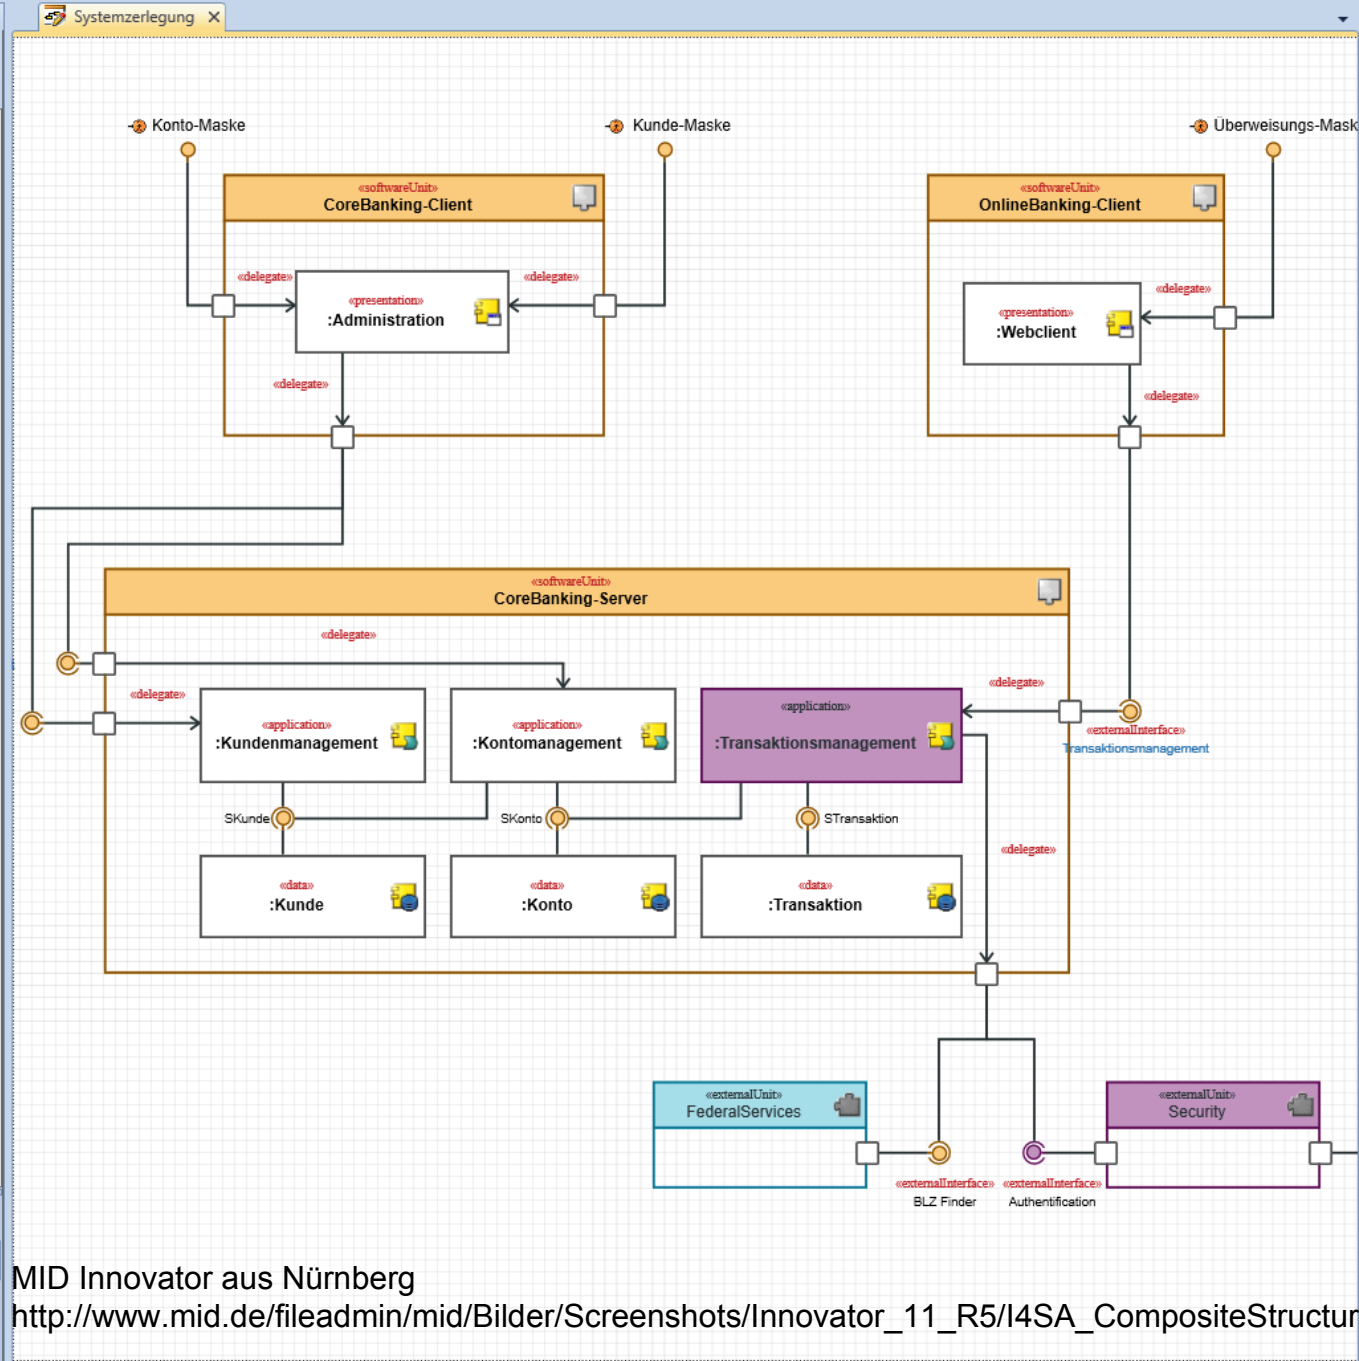 Systemzerlegung
Konto-Maske
Kunde-Maske
Überweisungs-Mask
«softwareUnit»
CoreBanking-Client
«softwareUnit»
OnlineBanking-Client
«delegate»
«delegate»
«presentation»
:Administration
«delegate»
«presentation»
:Webclient
«delegate»
«delegate»
«softwareUnit»
CoreBanking-Server
«delegate»
«delegate»
«delegate»
«application»
:Kundenmanagement
«application»
:Kontomanagement
«application»
:Transaktionsmanagement
«externalInterface»
Transaktionsmanagement
SKunde
SKonto
STransaktion
«delegate»
«data»
:Kunde
«data»
:Konto
«data»
:Transaktion
«externalUnit»
FederalServices
«externalUnit»
Security
«externalInterface»
BLZ Finder
«externalInterface»
Authentification
MID Innovator aus Nürnberg
http://www.mid.de/fileadmin/mid/Bilder/Screenshots/Innovator_11_R5/I4SA_CompositeStructur